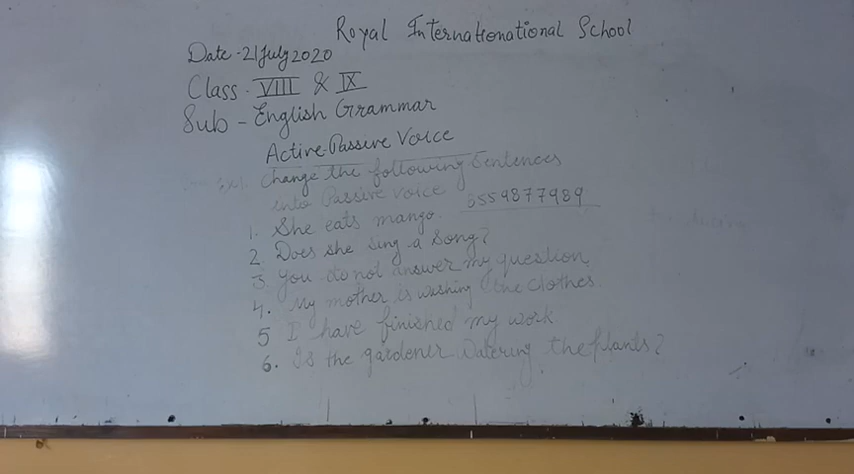 Royal Internationational School
Date - 21 July 2020
Class - VIII & IX
Sub - English Grammar
Active-Passive Voice
Change the following Sentences
into Passive voice
8559877989
1. She eats mango.
2. Does she sing a Song?
3. You do not answer my question.
4. My mother is washing the clothes.
5 I have finished my work.
6. Is the gardener Watering the plants?